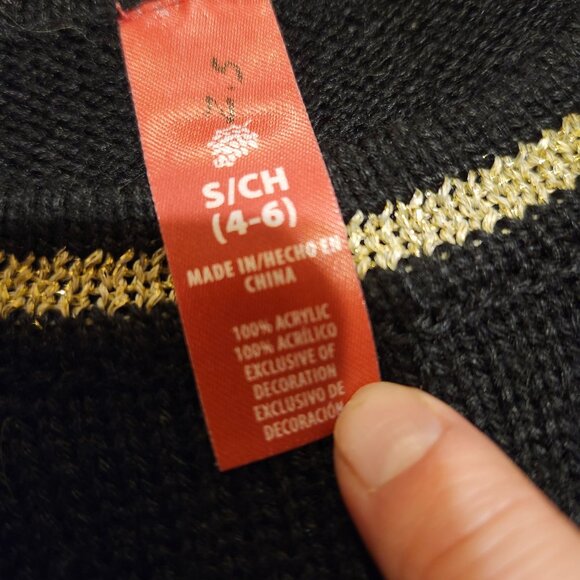 S/CH
(4-6)
MADE IN/HECHO EN
CHINA
100% ACRYLIC
100% ACRÍLICO
EXCLUSIVE OF
DECORATION
EXCLUSIVO DE
DECORACIÓN